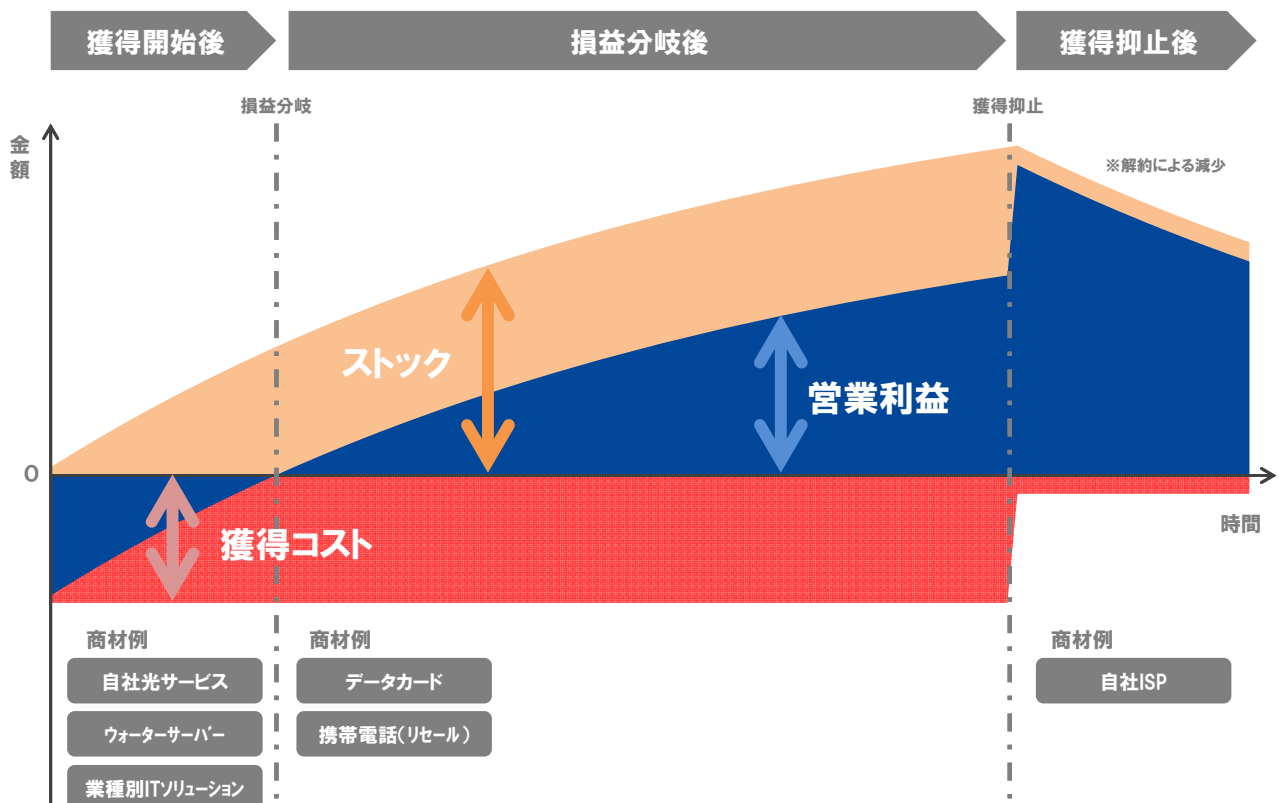 獲得開始後
損益分岐後
獲得抑止後
損益分岐
獲得抑止
金額
※解約による減少
ストック
営業利益
0
時間
獲得コスト
商材例
商材例
商材例
自社光サービス
データカード
自社ISP
ウォーターサーバー
携帯電話(リセール)
業種別ITソリューション